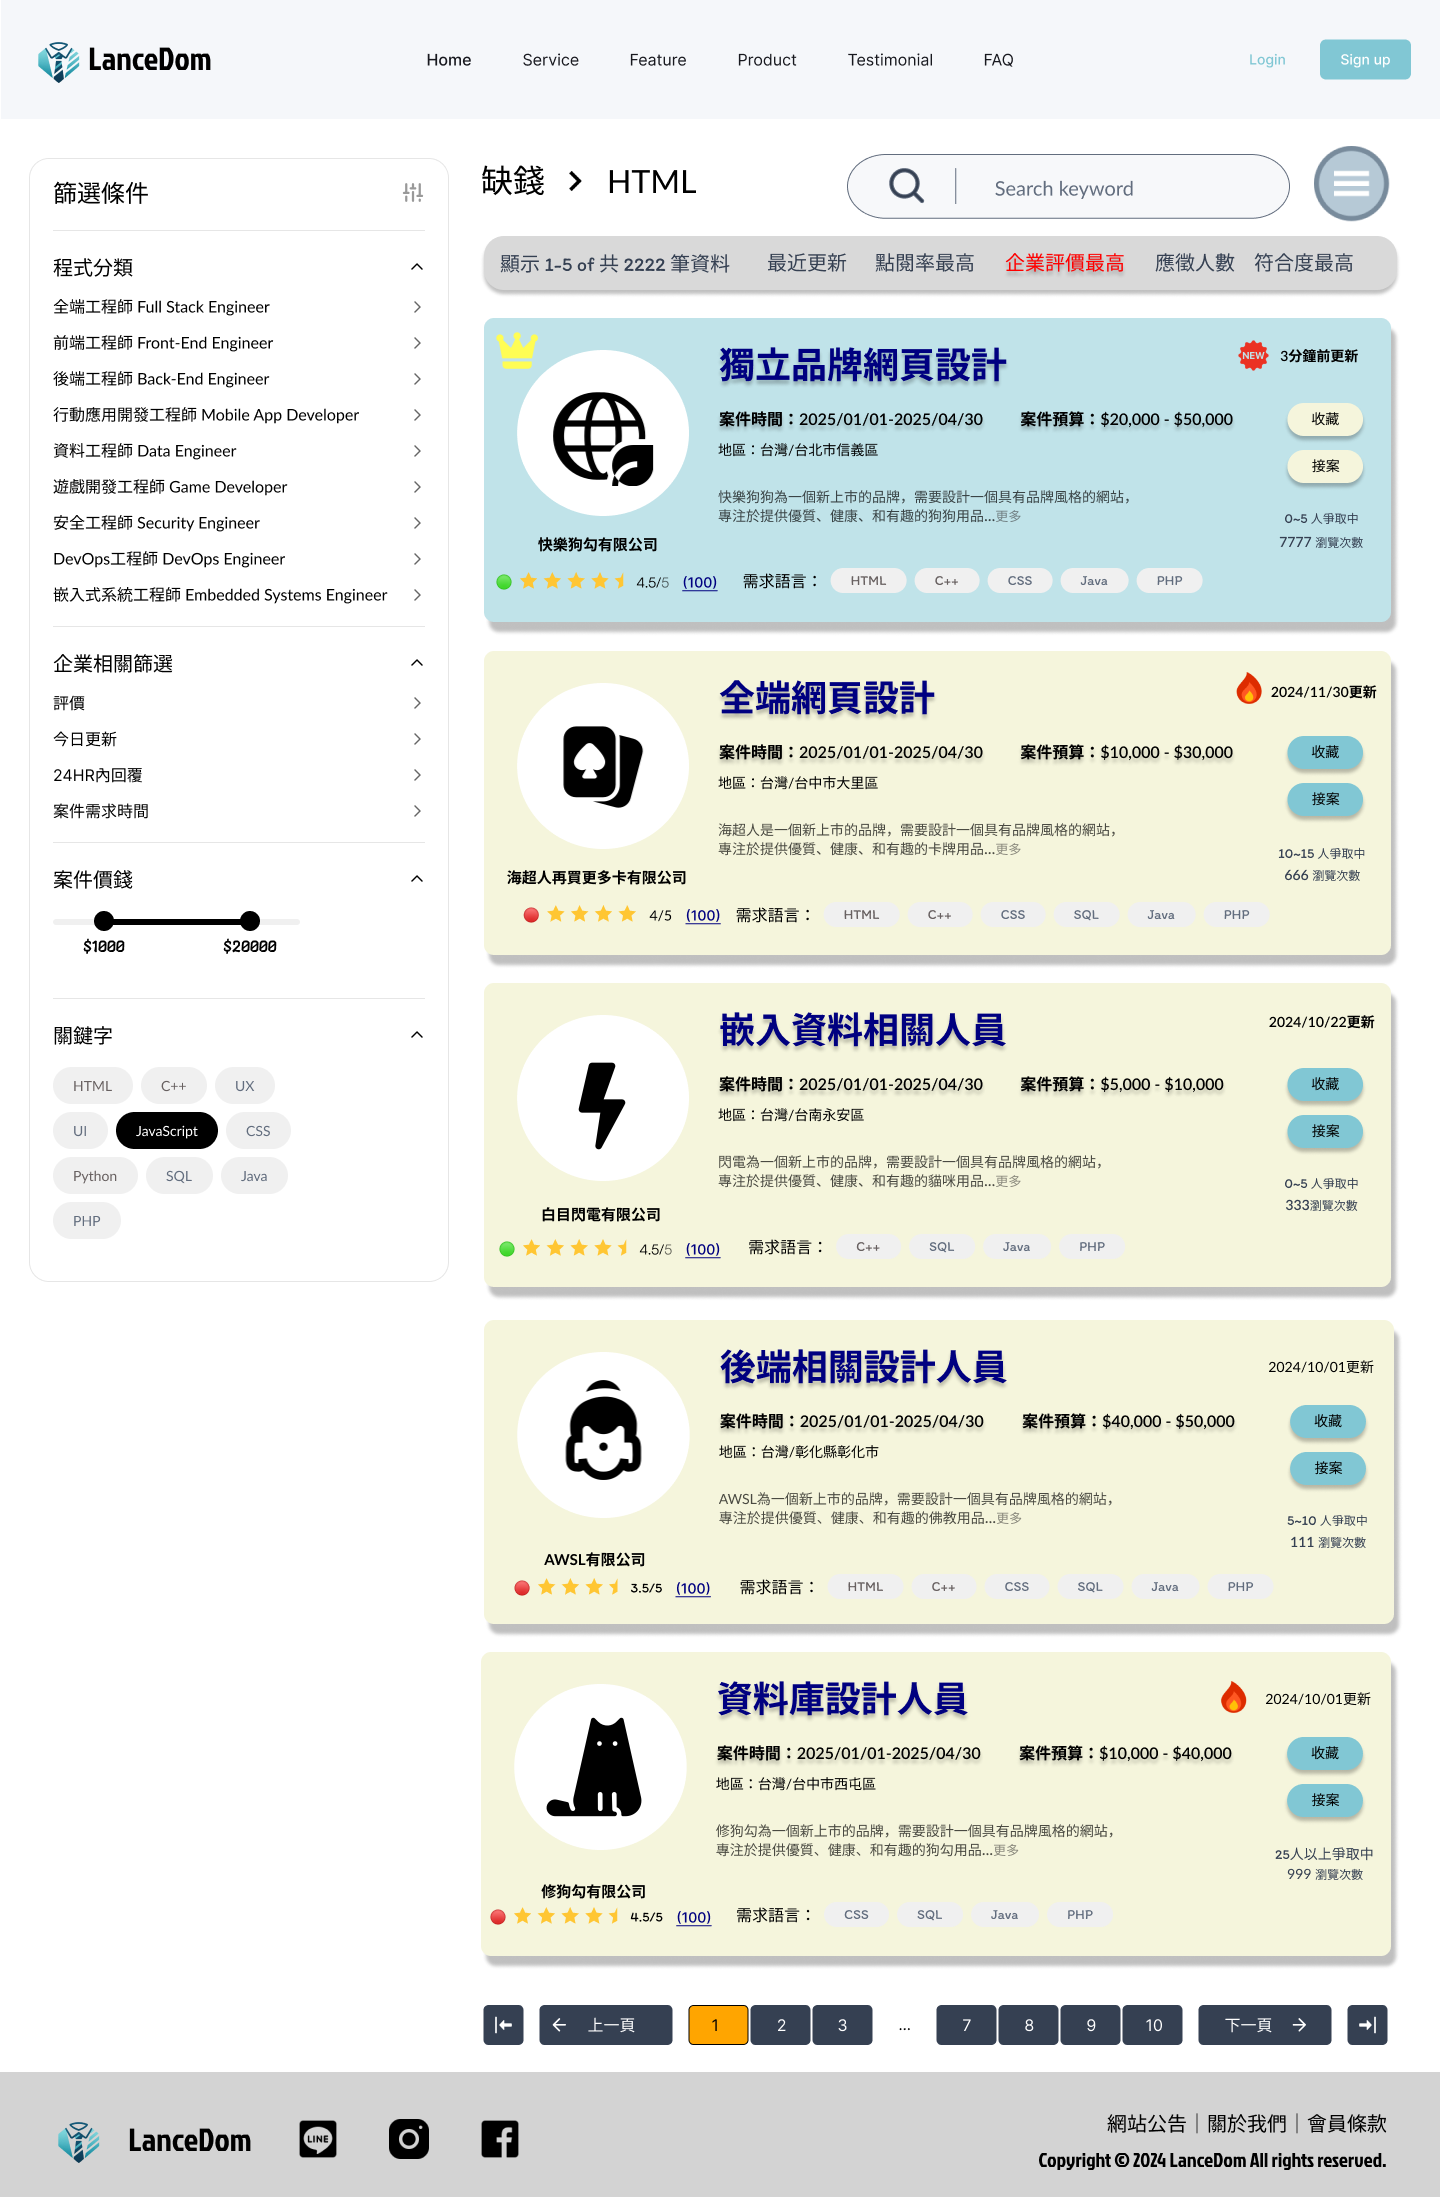 LanceDom
Home Service Feature Product Testimonial FAQ
Login Sign up
篩選條件
程式分類
全端工程師 Full Stack Engineer
前端工程師 Front-End Engineer
後端工程師 Back-End Engineer
行動應用開發工程師 Mobile App Developer
資料工程師 Data Engineer
遊戲開發工程師 Game Developer
安全工程師 Security Engineer
DevOps工程師 DevOps Engineer
嵌入式系統工程師 Embedded Systems Engineer
企業相關篩選
評價
今日更新
24HR內回覆
案件需求時間
案件價錢
$1000 $20000
關鍵字
HTML C++ UX
UI JavaScript CSS
Python SQL Java
PHP
缺錢 > HTML
Search keyword
顯示 1-5 of 共 2222 筆資料 最近更新 點閱率最高 企業評價最高 應徵人數 符合度最高
獨立品牌網頁設計
NEW 3分鐘前更新
案件時間：2025/01/01-2025/04/30 案件預算：$20,000 - $50,000
收藏
地區：台灣/台北市信義區
接案
快樂狗狗為一個新上市的品牌，需要設計一個具有品牌風格的網站，
專注於提供優質、健康、和有趣的狗狗用品...更多
0~5 人爭取中
7777 瀏覽次數
快樂狗勾有限公司
4.5/5 (100) 需求語言： HTML C++ CSS Java PHP
全端網頁設計
2024/11/30更新
案件時間：2025/01/01-2025/04/30 案件預算：$10,000 - $30,000
收藏
地區：台灣/台中市大里區
接案
海超人是一個新上市的品牌，需要設計一個具有品牌風格的網站，
專注於提供優質、健康、和有趣的卡牌用品...更多
10~15 人爭取中
666 瀏覽次數
海超人再買更多卡有限公司
4/5 (100) 需求語言： HTML C++ CSS SQL Java PHP
嵌入資料相關人員
2024/10/22更新
案件時間：2025/01/01-2025/04/30 案件預算：$5,000 - $10,000
收藏
地區：台灣/台南永安區
接案
閃電為一個新上市的品牌，需要設計一個具有品牌風格的網站，
專注於提供優質、健康、和有趣的貓咪用品...更多
0~5 人爭取中
333瀏覽次數
白目閃電有限公司
4.5/5 (100) 需求語言： C++ SQL Java PHP
後端相關設計人員
2024/10/01更新
案件時間：2025/01/01-2025/04/30 案件預算：$40,000 - $50,000
收藏
地區：台灣/彰化縣彰化市
接案
AWSL為一個新上市的品牌，需要設計一個具有品牌風格的網站，
專注於提供優質、健康、和有趣的佛教用品...更多
5~10 人爭取中
111 瀏覽次數
AWSL有限公司
3.5/5 (100) 需求語言： HTML C++ CSS SQL Java PHP
資料庫設計人員
2024/10/01更新
案件時間：2025/01/01-2025/04/30 案件預算：$10,000 - $40,000
收藏
地區：台灣/台中市西屯區
接案
修狗勾為一個新上市的品牌，需要設計一個具有品牌風格的網站，
專注於提供優質、健康、和有趣的狗勾用品...更多
25人以上爭取中
999 瀏覽次數
修狗勾有限公司
4.5/5 (100) 需求語言： CSS SQL Java PHP
上一頁 1 2 3 ... 7 8 9 10 下一頁
LanceDom LINE
網站公告｜關於我們｜會員條款
Copyright © 2024 LanceDom All rights reserved.